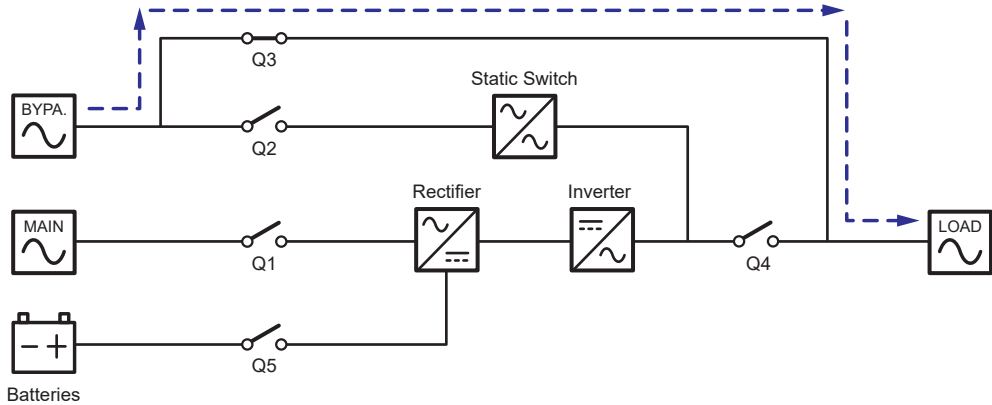 Q3
Static Switch
BYPA.
Q2
Rectifier
Inverter
MAIN
LOAD
Q1
Q4
Q5
Batteries